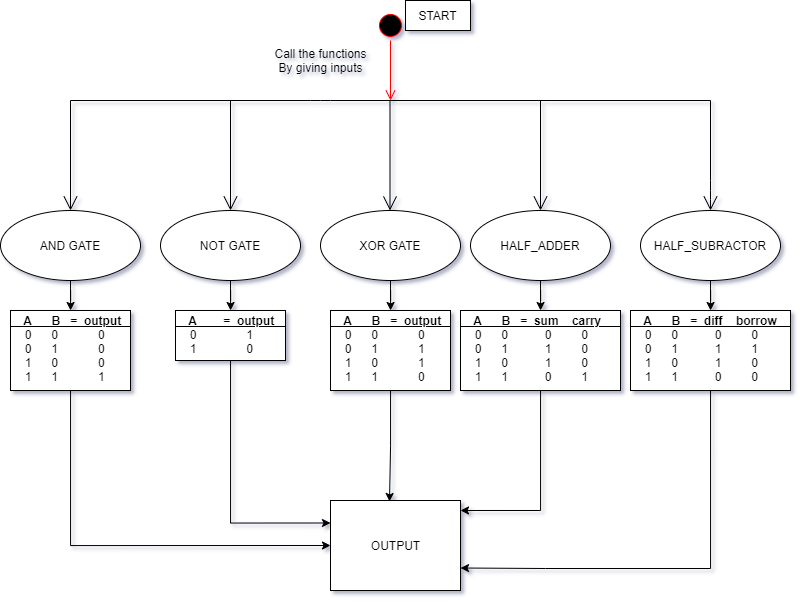 START
Call the functions
By giving inputs
AND GATE
NOT GATE
XOR GATE
HALF_ADDER
HALF_SUBRACTOR
A B = output
0 0 0
0 1 0
1 0 0
1 1 1
A = output
0 1
1 0
A B = output
0 0 0
0 1 1
1 0 1
1 1 0
A B = sum carry
0 0 0 0
0 1 1 0
1 0 1 0
1 1 0 1
A B = diff borrow
0 0 0 0
0 1 1 1
1 0 1 0
1 1 0 0
OUTPUT